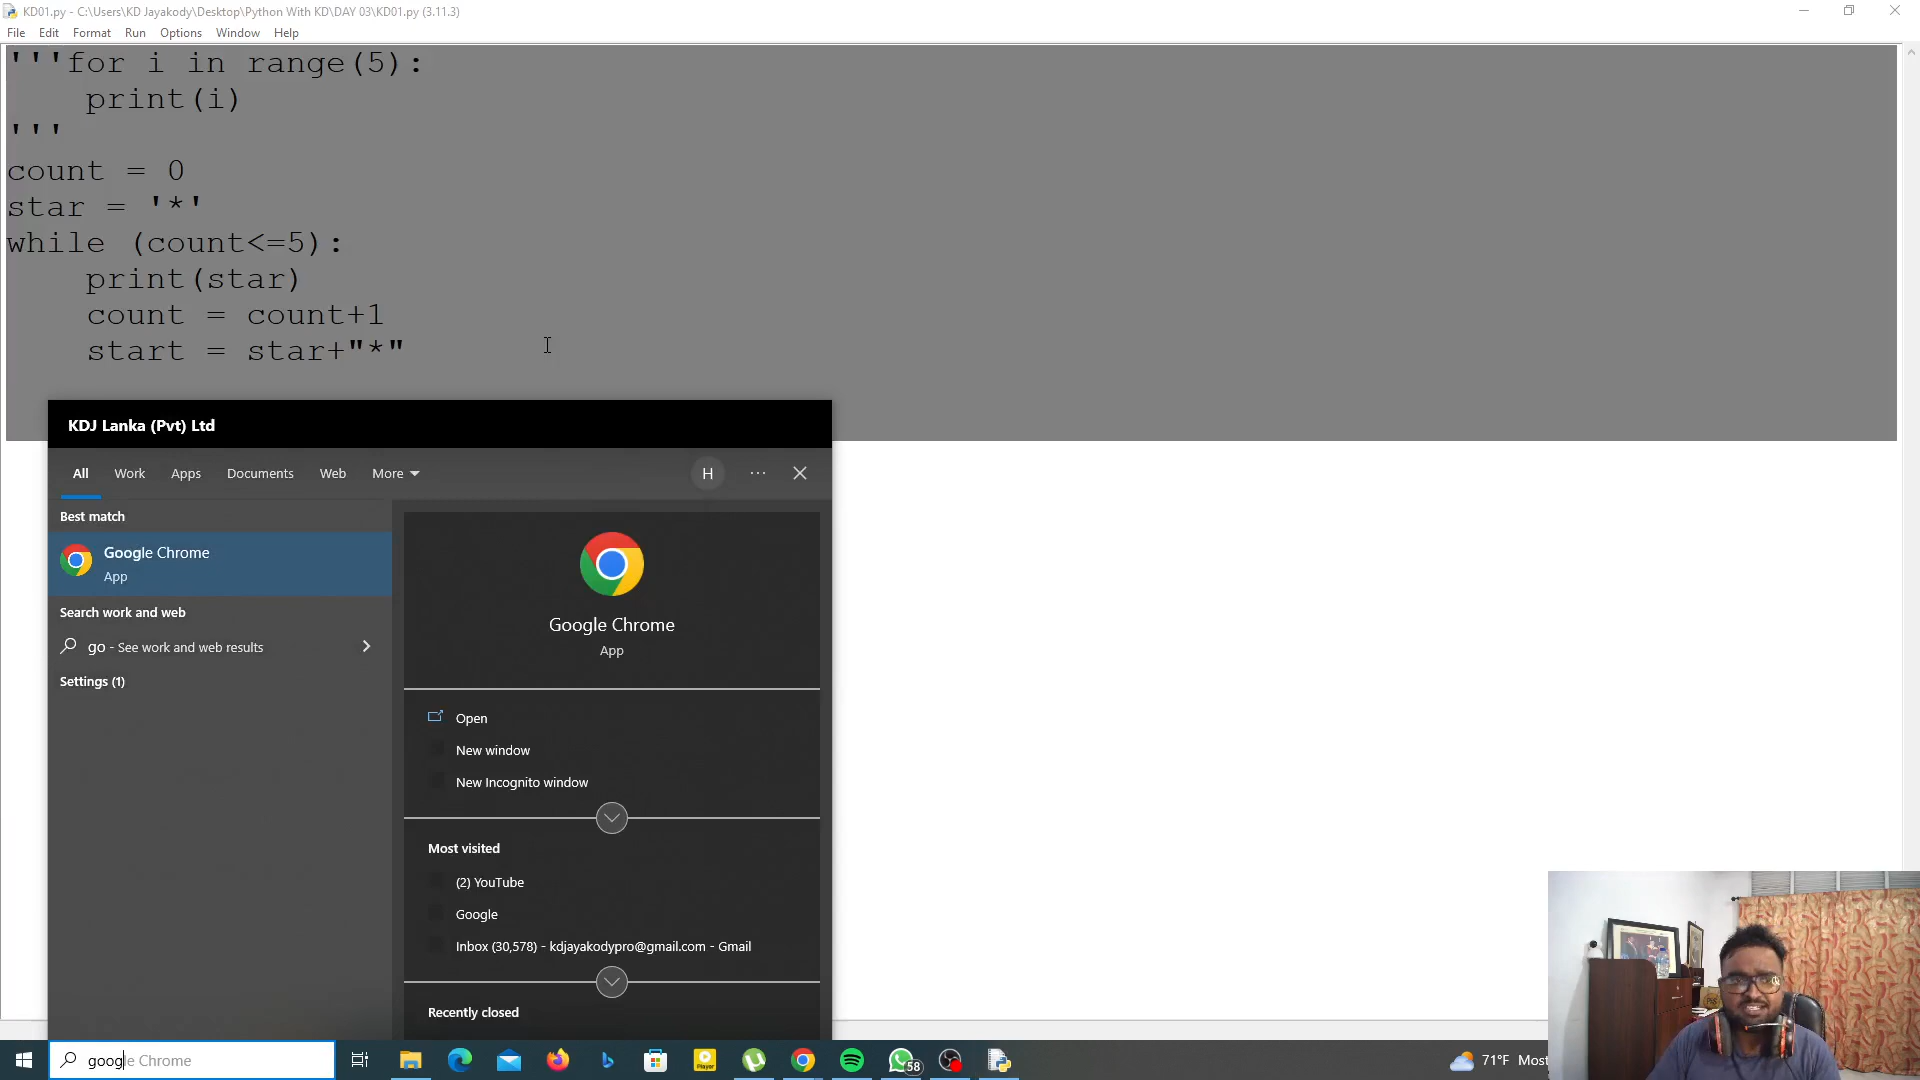 KD01.py - C:\Users\KD Jayakody\Desktop\Python With KD\DAY 03\KD01.py (3.11.3)
File Edit Format Run Options Window Help
'''for i in range(5):
    print(i)
'''
count = 0
star = '*'
while (count<=5):
    print(star)
    count = count+1
    start = star+"*"
KDJ Lanka (Pvt) Ltd
All Work Apps Documents Web More H ...
Best match
Google Chrome
App
Search work and web
go - See work and web results
Settings (1)
Google Chrome
App
Open
New window
New Incognito window
Most visited
(2) YouTube
Google
Inbox (30,578) - kdjayakodypro@gmail.com - Gmail
Recently closed
google Chrome
Player
58
71°F Most